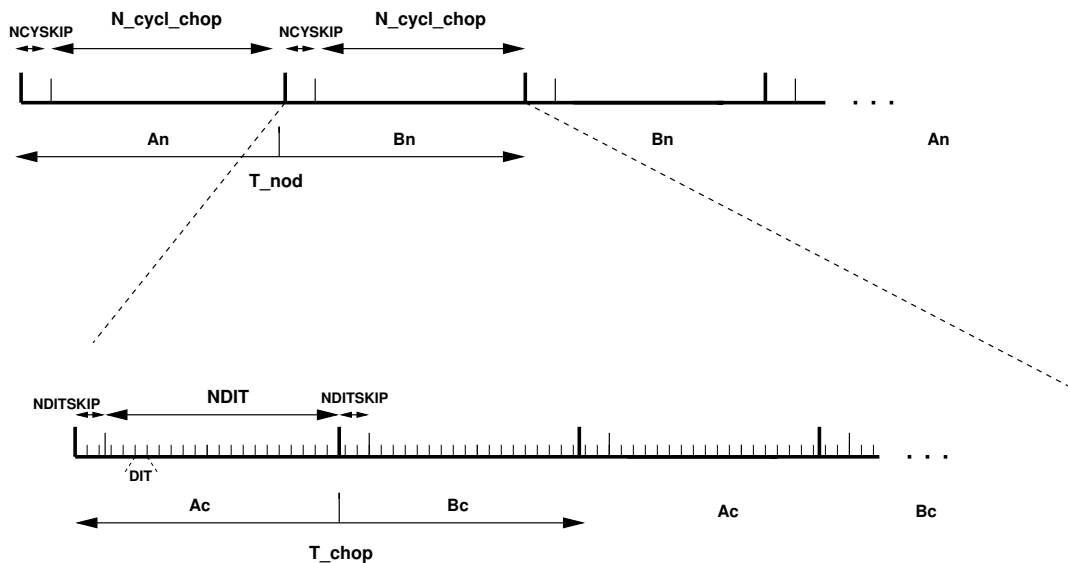 N_cycl_chop N_cycl_chop
NCYSKIP NCYSKIP
. . .
An Bn Bn An
T_nod
NDITSKIP NDIT NDITSKIP
. . .
DIT
Ac Bc Ac Bc
T_chop